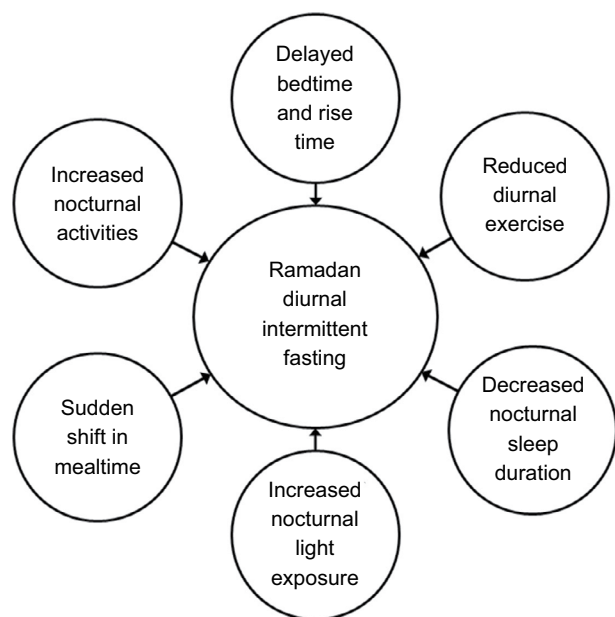 Delayed
bedtime
and rise
time
Increased
nocturnal
activities
Reduced
diurnal
exercise
Ramadan
diurnal
intermittent
fasting
Sudden
shift in
mealtime
Decreased
nocturnal
sleep
duration
Increased
nocturnal
light
exposure